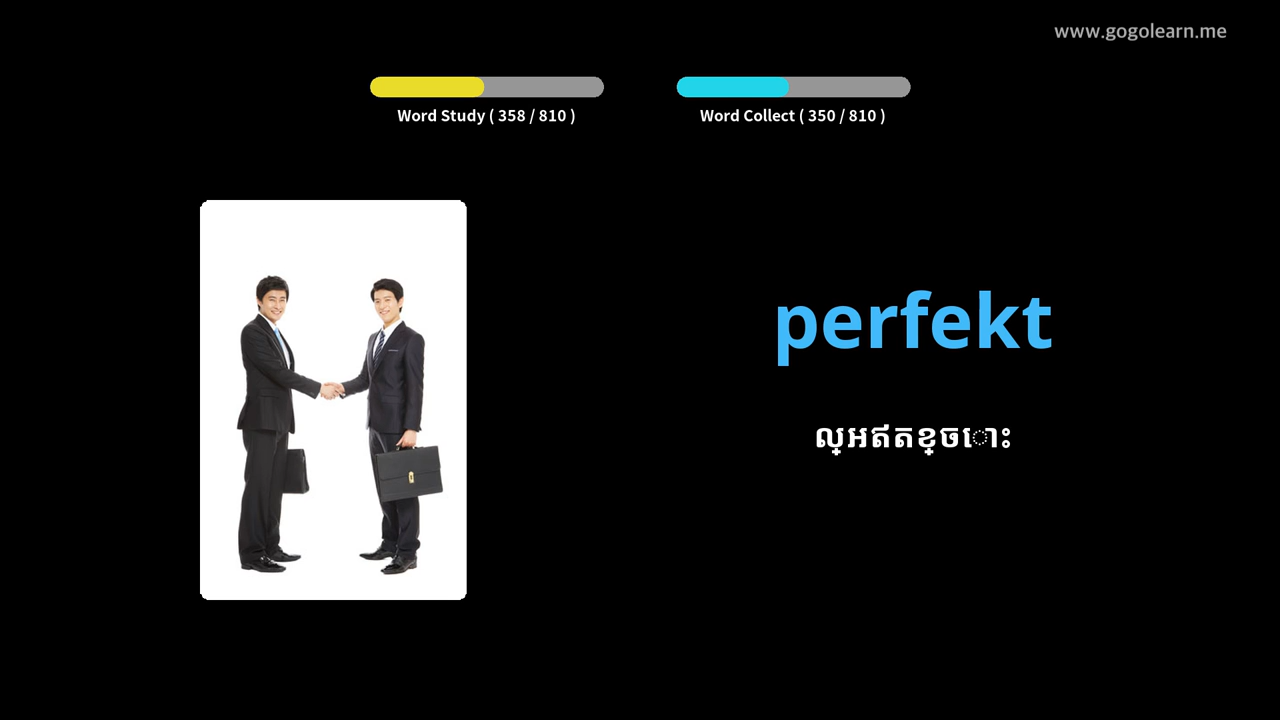 www.gogolearn.me
Word Study ( 358 / 810 )
Word Collect ( 350 / 810 )
perfekt
ល្អឥតខ្ចោះ